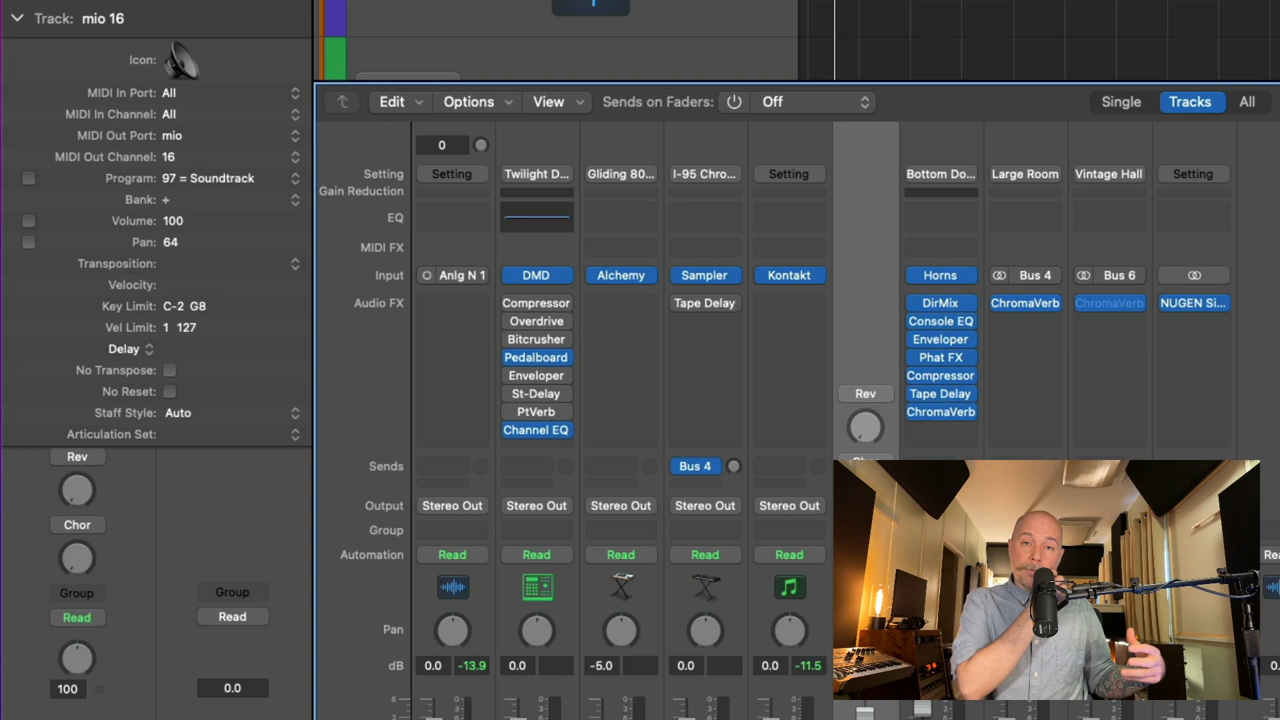 Track: mio 16
Icon:
MIDI In Port: All
MIDI In Channel: All
MIDI Out Port: mio
MIDI Out Channel: 16
Program: 97 = Soundtrack
Bank: +
Volume: 100
Pan: 64
Transposition:
Velocity:
Key Limit: C-2 G8
Vel Limit: 1 127
Delay
No Transpose:
No Reset:
Staff Style: Auto
Articulation Set:
Rev
Chor
Group Group
Read Read
100 0.0
Edit Options View Sends on Faders: Off Single Tracks All
0
Setting Setting Twilight D... Gliding 80... I-95 Chro... Setting Bottom Do... Large Room Vintage Hall Setting
Gain Reduction
EQ
MIDI FX
Input Anlg N 1 DMD Alchemy Sampler Kontakt Horns Bus 4 Bus 6
Audio FX Compressor Tape Delay DirMix ChromaVerb ChromaVerb NUGEN Si...
Overdrive Console EQ
Bitcrusher Enveloper
Pedalboard Phat FX
Enveloper Compressor
St-Delay Rev Tape Delay
PtVerb ChromaVerb
Channel EQ
Sends Bus 4
Output Stereo Out Stereo Out Stereo Out Stereo Out Stereo Out
Group
Automation Read Read Read Read Read
Pan
dB 0.0 -13.9 0.0 -5.0 0.0 0.0 -11.5
6 3 3 3 3 3